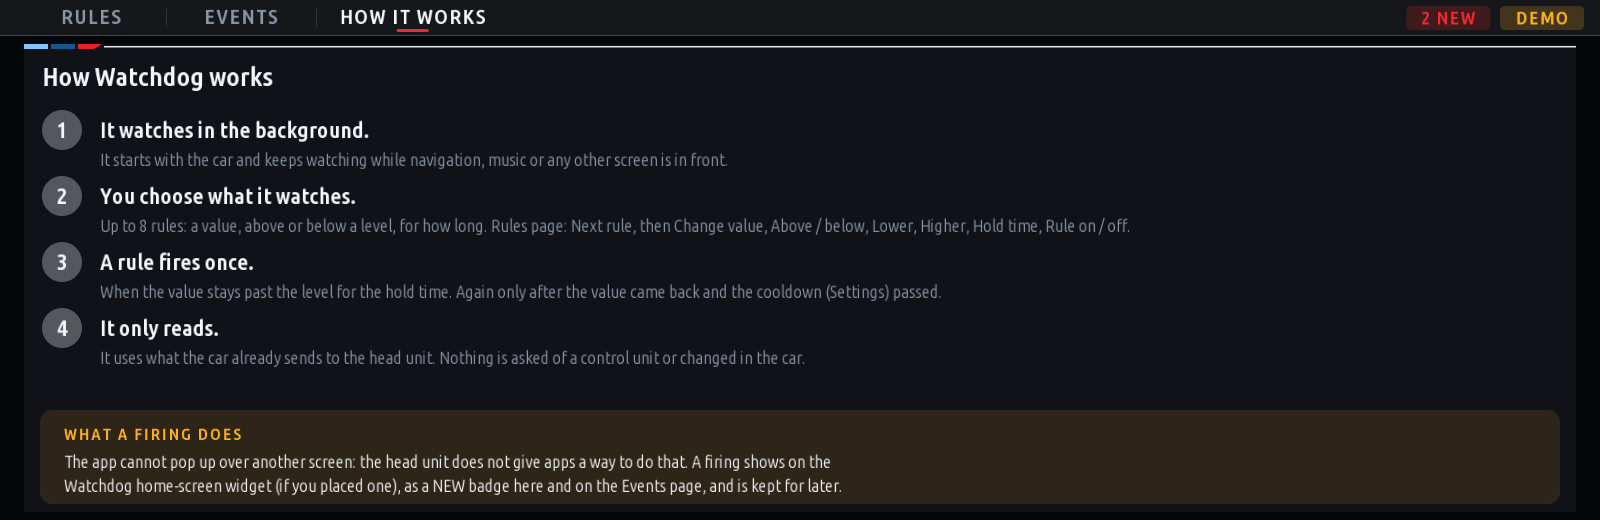 RULES
EVENTS
HOW IT WORKS
2 NEW
DEMO
How Watchdog works
1
It watches in the background.
It starts with the car and keeps watching while navigation, music or any other screen is in front.
2
You choose what it watches.
Up to 8 rules: a value, above or below a level, for how long. Rules page: Next rule, then Change value, Above / below, Lower, Higher, Hold time, Rule on / off.
3
A rule fires once.
When the value stays past the level for the hold time. Again only after the value came back and the cooldown (Settings) passed.
4
It only reads.
It uses what the car already sends to the head unit. Nothing is asked of a control unit or changed in the car.
WHAT A FIRING DOES
The app cannot pop up over another screen: the head unit does not give apps a way to do that. A firing shows on the
Watchdog home-screen widget (if you placed one), as a NEW badge here and on the Events page, and is kept for later.